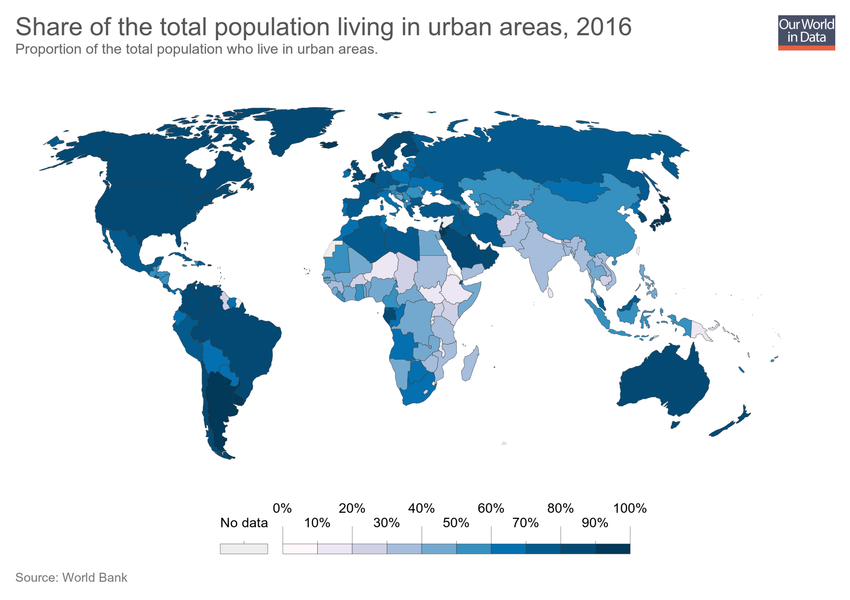 Share of the total population living in urban areas, 2016
Proportion of the total population who live in urban areas.
Our World
in Data
0% 20% 40% 60% 80% 100%
No data 10% 30% 50% 70% 90%
Source: World Bank